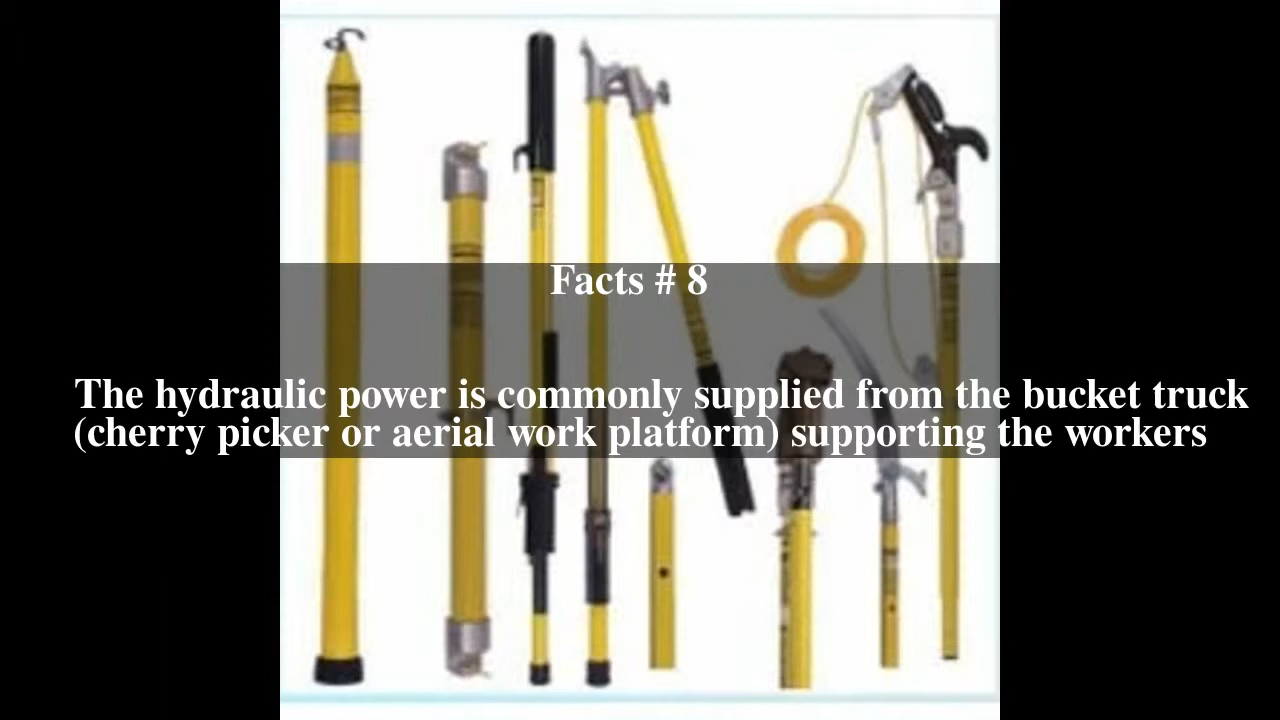 Facts # 8
The hydraulic power is commonly supplied from the bucket truck
(cherry picker or aerial work platform) supporting the workers